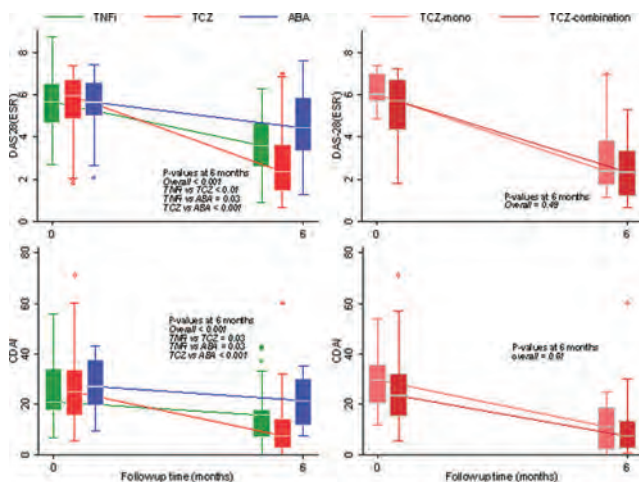 TNFi TCZ ABA
TCZ-mono TCZ-combination
DAS28(ESR)
8
6
4
2
0
P-values at 6 months
Overall < 0.001
TNFi vs TCZ < 0.01
TNFi vs ABA = 0.03
TCZ vs ABA < 0.001
0 6
DAS-28(ESR)
8
6
4
2
0
P-values at 6 months
Overall = 0.49
0 6
CDAI
80
60
40
20
0
P-values at 6 months
Overall < 0.001
TNFi vs TCZ = 0.03
TNFi vs ABA = 0.03
TCZ vs ABA < 0.001
0 6
Followup time (months)
CDAI
80
60
40
20
0
P-values at 6 months
overall = 0.61
0 6
Followup time (months)